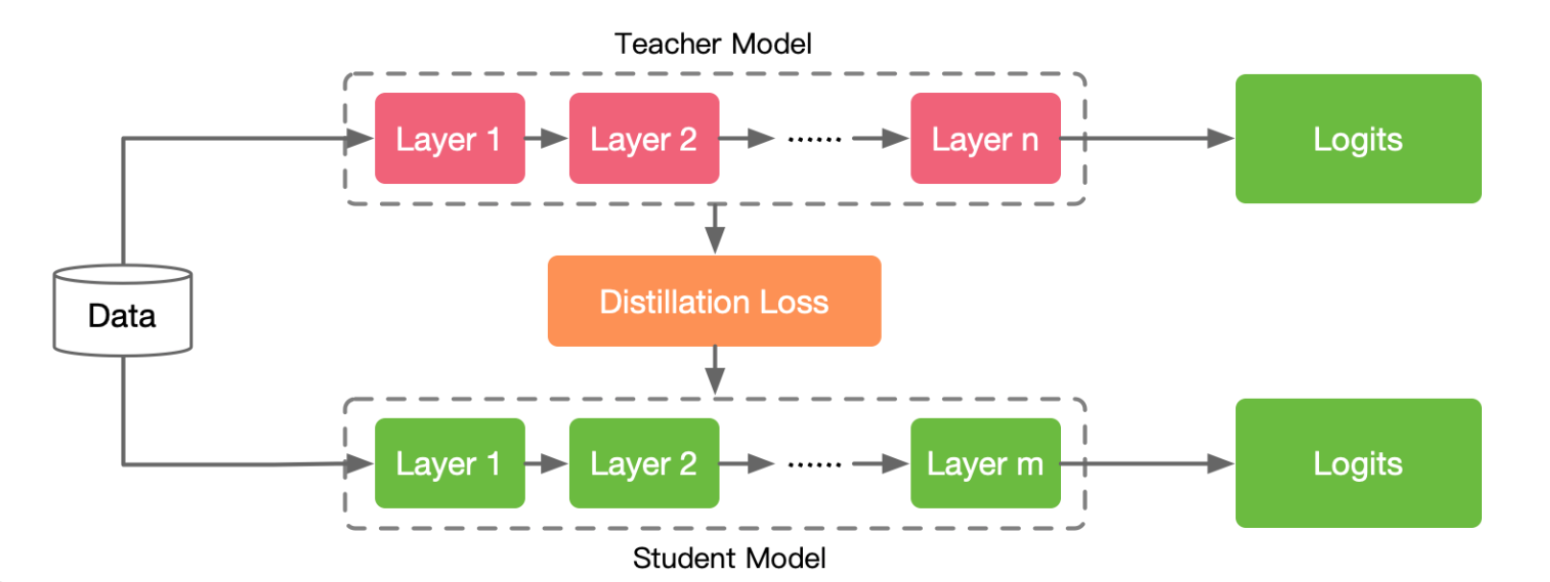 Teacher Model
Layer 1
Layer 2
......
Layer n
Logits
Data
Distillation Loss
Layer 1
Layer 2
......
Layer m
Logits
Student Model